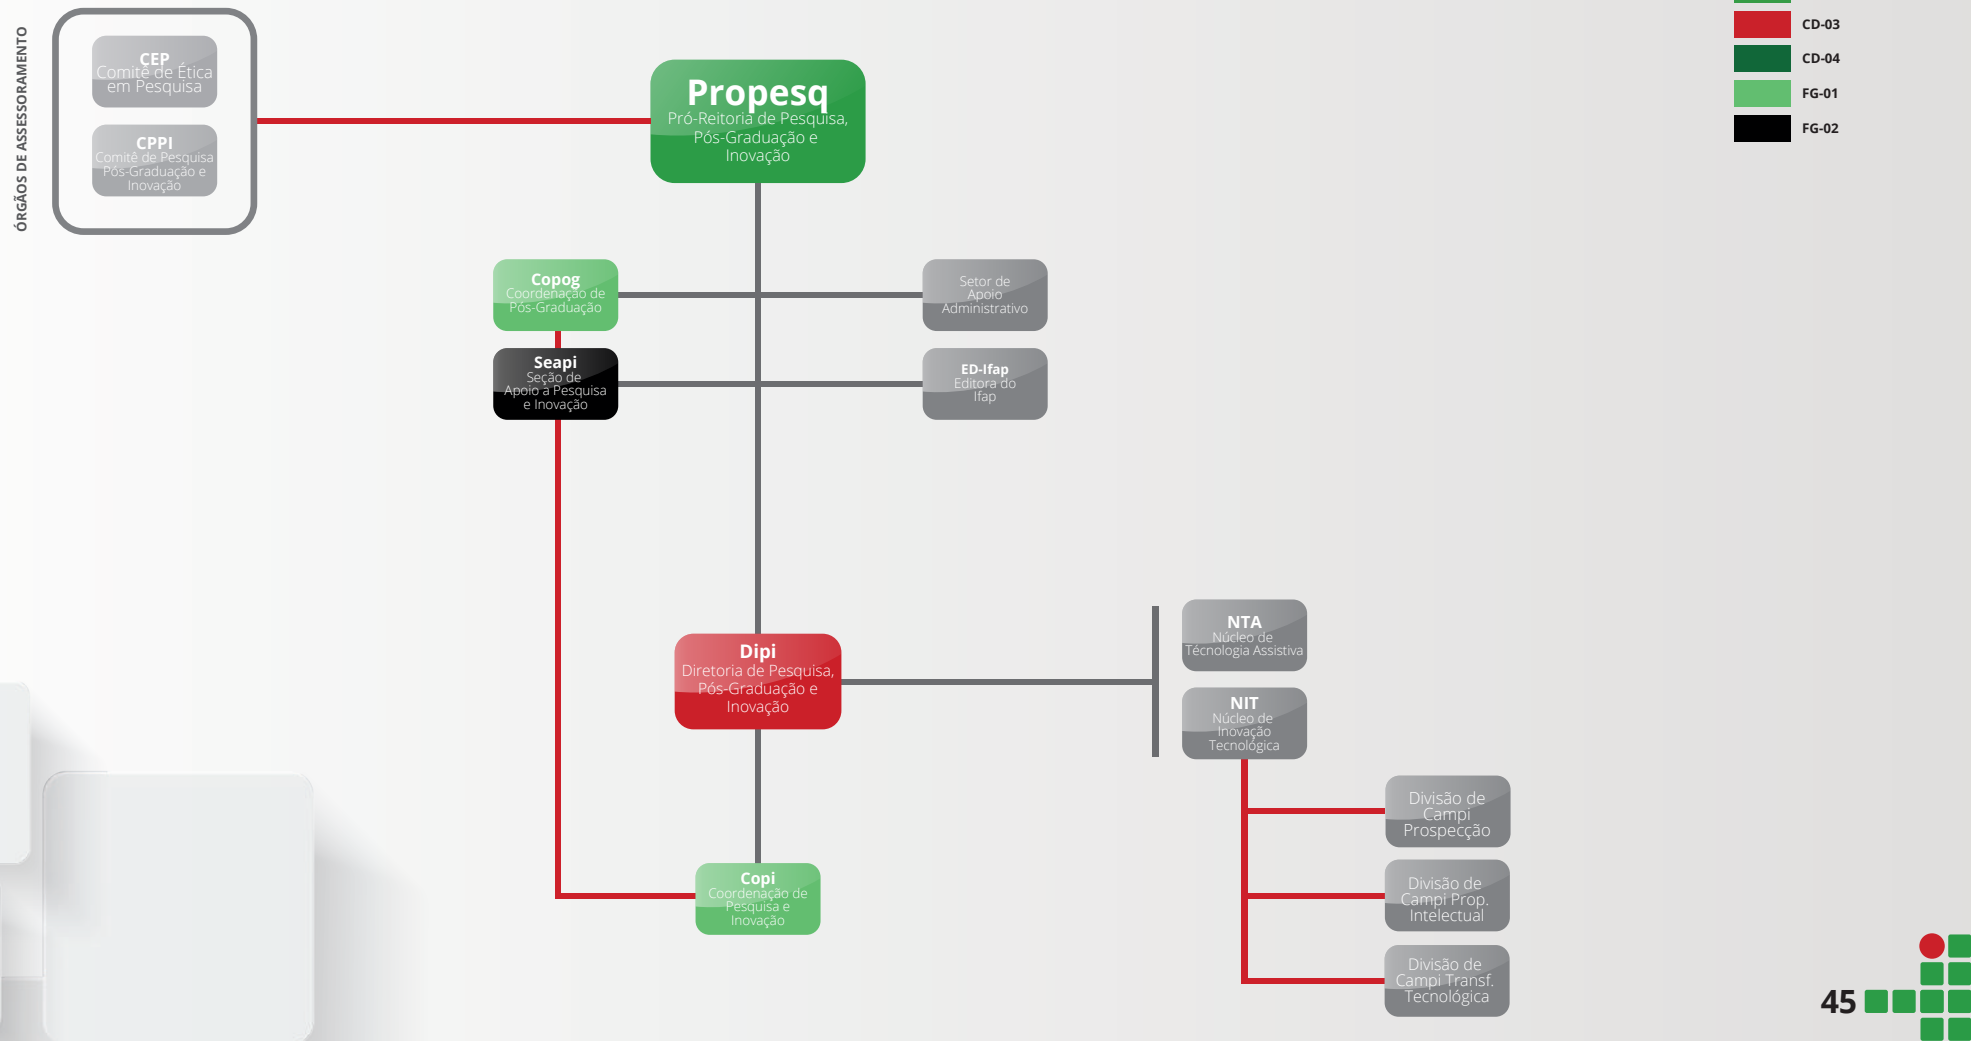 ÓRGÃOS DE ASSESSORAMENTO
CEP
Comitê de Ética
em Pesquisa
CPPI
Comitê de Pesquisa
Pós-Graduação e
Inovação
Propesq
Pró-Reitoria de Pesquisa,
Pós-Graduação e
Inovação
CD-03
CD-04
FG-01
FG-02
Copog
Coordenação de
Pós-Graduação
Setor de
Apoio
Administrativo
Seapi
Seção de
Apoio à Pesquisa
e Inovação
ED-Ifap
Editora do
Ifap
Dipi
Diretoria de Pesquisa,
Pós-Graduação e
Inovação
NTA
Núcleo de
Técnologia Assistiva
NIT
Núcleo de
Inovação
Tecnológica
Divisão de
Campi
Prospecção
Copi
Coordenação de
Pesquisa e
Inovação
Divisão de
Campi Prop.
Intelectual
Divisão de
Campi Transf.
Tecnológica
45